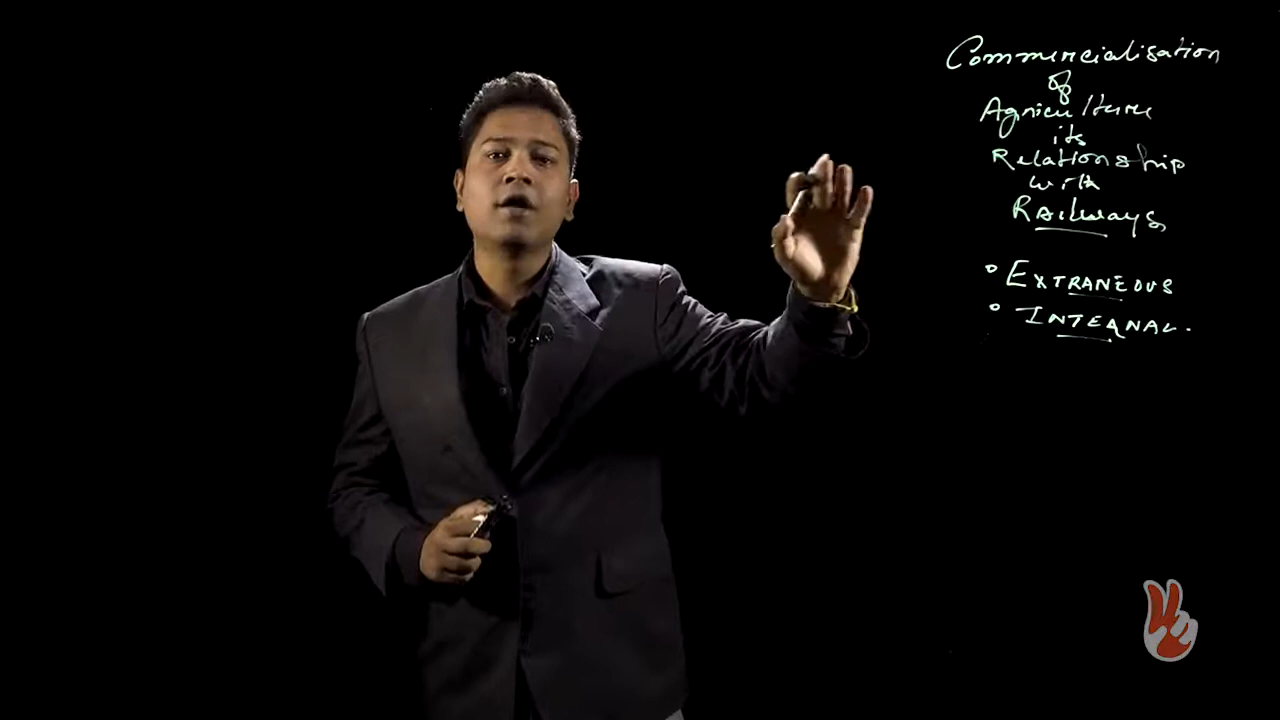 Commercialisation
of
Agriculture
its
Relationship
with
Railways
• EXTRANEOUS
• INTERNAL.